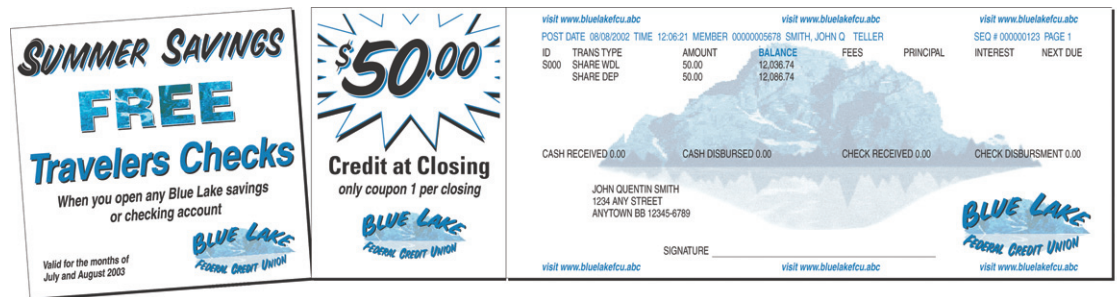 SUMMER SAVINGS
FREE
Travelers Checks
When you open any Blue Lake savings
or checking account
Valid for the months of
July and August 2003
BLUE LAKE
FEDERAL CREDIT UNION
$50.00
Credit at Closing
only coupon 1 per closing
BLUE LAKE
FEDERAL CREDIT UNION
visit www.bluelakefcu.abc visit www.bluelakefcu.abc visit www.bluelakefcu.abc
POST DATE 08/08/2002 TIME 12:06:21 MEMBER 00000005678 SMITH, JOHN Q TELLER SEQ # 000000123 PAGE 1
ID TRANS TYPE AMOUNT BALANCE FEES PRINCIPAL INTEREST NEXT DUE
S000 SHARE WDL 50.00 12,036.74
SHARE DEP 50.00 12,086.74
CASH RECEIVED 0.00 CASH DISBURSED 0.00 CHECK RECEIVED 0.00 CHECK DISBURSMENT 0.00
JOHN QUENTIN SMITH
1234 ANY STREET
ANYTOWN BB 12345-6789
BLUE LAKE
FEDERAL CREDIT UNION
SIGNATURE
visit www.bluelakefcu.abc visit www.bluelakefcu.abc visit www.bluelakefcu.abc